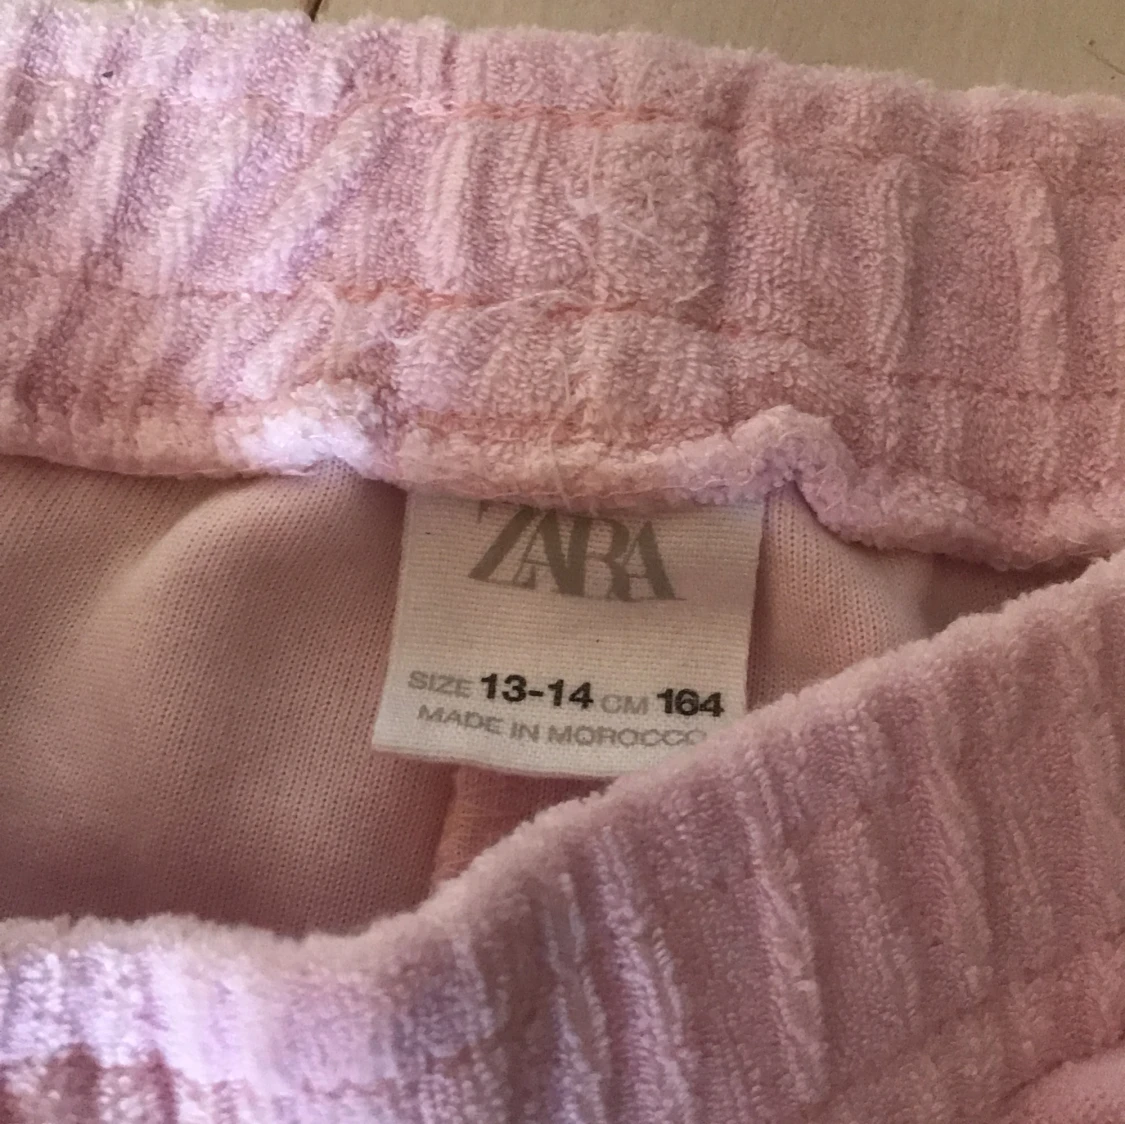 ZARA
SIZE 13-14 CM 164
MADE IN MOROCCO